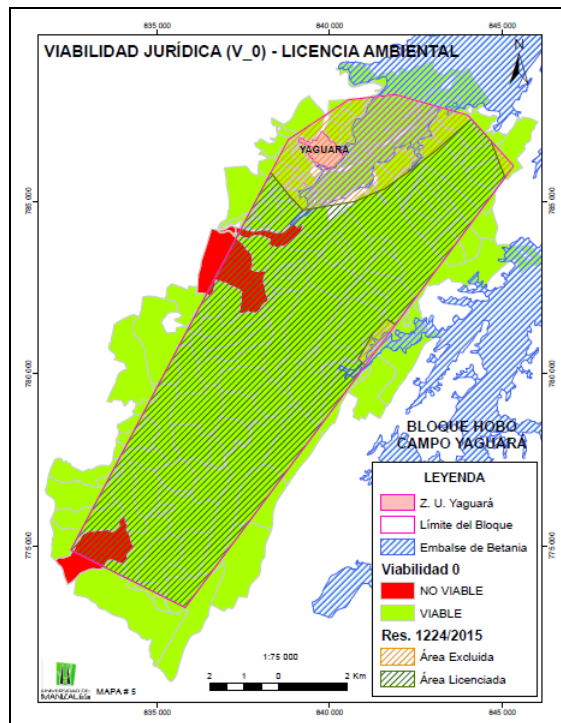 835 000 840 000 845 000
VIABILIDAD JURÍDICA (V_0) - LICENCIA AMBIENTAL
N
YAGUARÁ
785 000 785 000
780 000 780 000
BLOQUE HOBO
CAMPO YAGUARÁ
LEYENDA
Z. U. Yaguará
Límite del Bloque
Embalse de Betania
Viabilidad 0
NO VIABLE
VIABLE
Res. 1224/2015
Área Excluida
Área Licenciada
775 000 775 000
1:75 000
2 1 0 2 Km
UNIVERSIDAD DE
MANIZALES
MAPA # 5
835 000 840 000 845 000